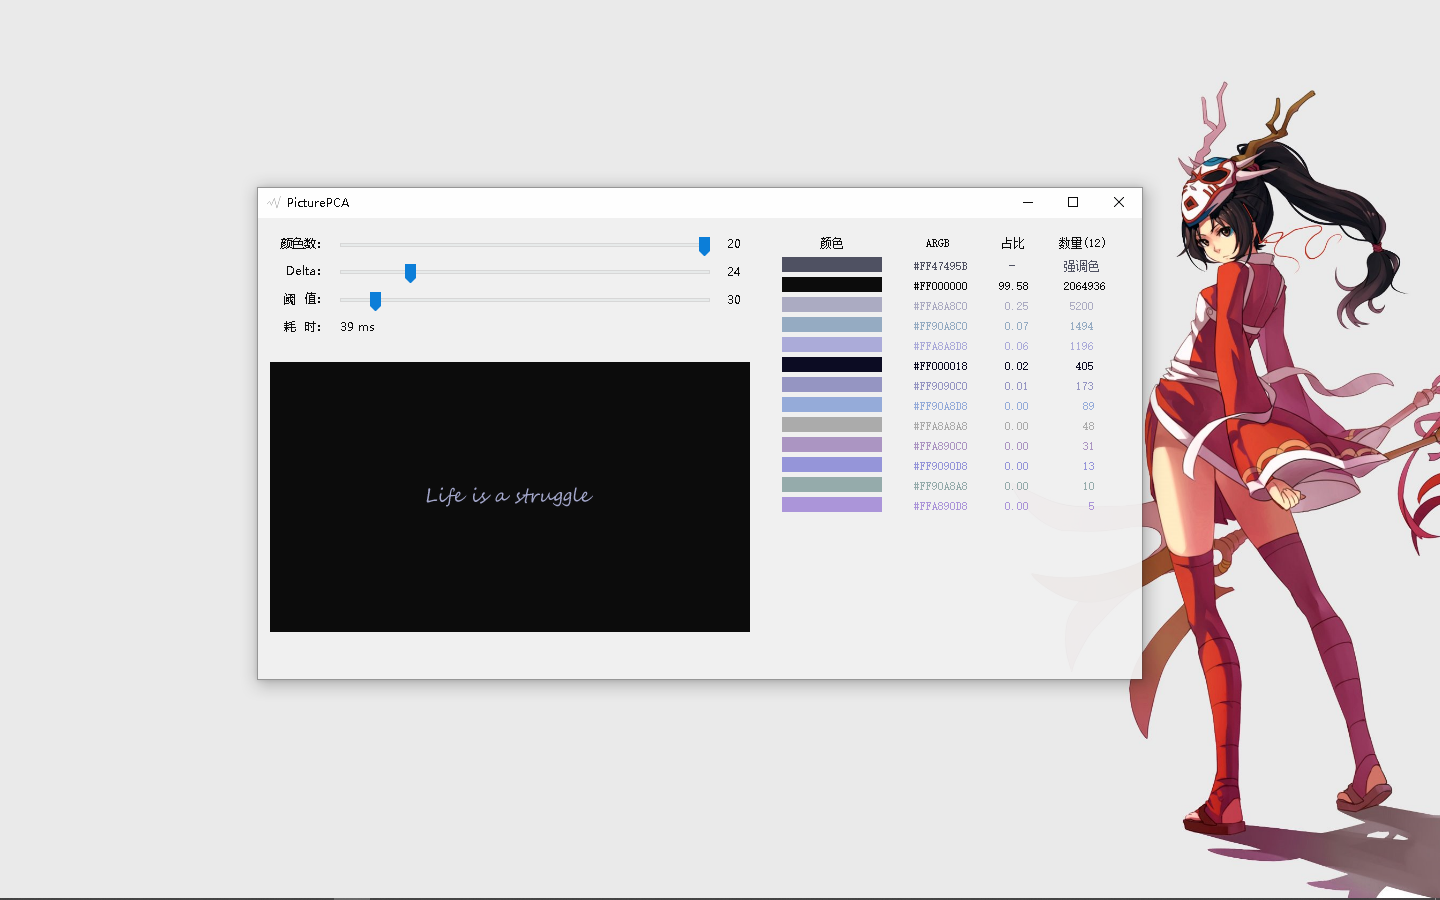 PicturePCA
颜色数: 20
Delta: 24
阈 值: 30
耗 时: 39 ms
Life is a struggle
颜色 ARGB 占比 数量(12)
#FF47495B - 强调色
#FF000000 99.58 2064936
#FFA8A8C0 0.25 5200
#FF90A8C0 0.07 1494
#FFA8A8D8 0.06 1196
#FF000018 0.02 405
#FF9090C0 0.01 173
#FF90A8D8 0.00 89
#FFA8A8A8 0.00 48
#FFA890C0 0.00 31
#FF9090D8 0.00 13
#FF90A8A8 0.00 10
#FFA890D8 0.00 5